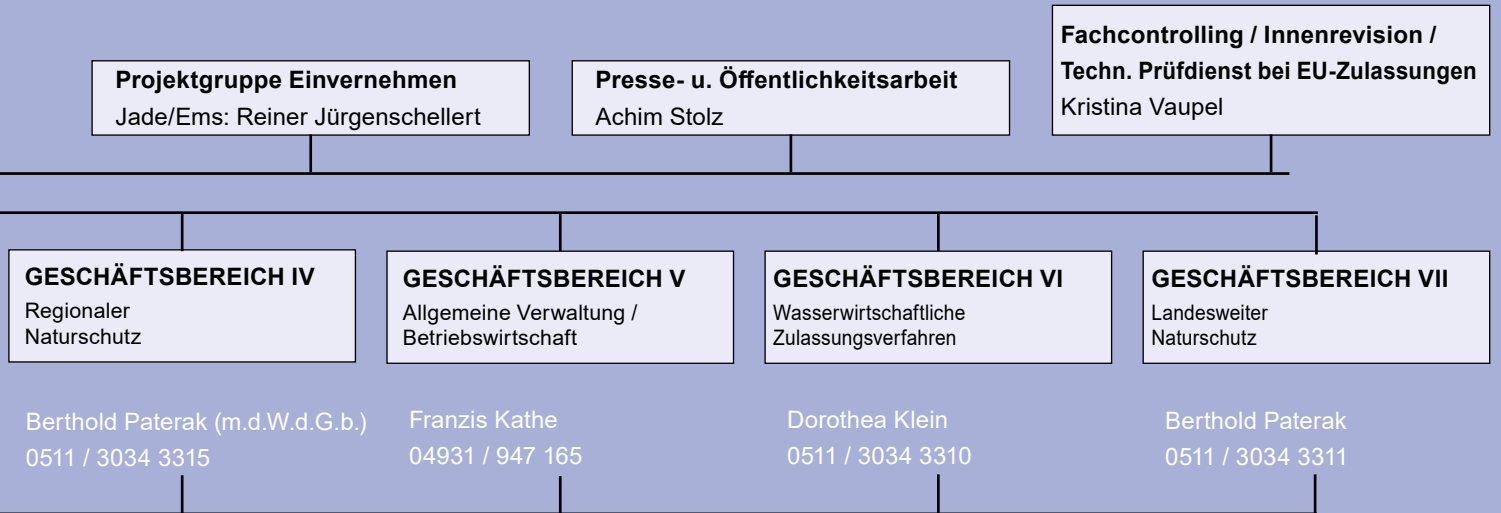 Projektgruppe Einvernehmen
Jade/Ems: Reiner Jürgenschellert
Presse- u. Öffentlichkeitsarbeit
Achim Stolz
Fachcontrolling / Innenrevision /
Techn. Prüfdienst bei EU-Zulassungen
Kristina Vaupel
GESCHÄFTSBEREICH IV
Regionaler
Naturschutz
Berthold Paterak (m.d.W.d.G.b.)
0511 / 3034 3315
GESCHÄFTSBEREICH V
Allgemeine Verwaltung /
Betriebswirtschaft
Franzis Kathe
04931 / 947 165
GESCHÄFTSBEREICH VI
Wasserwirtschaftliche
Zulassungsverfahren
Dorothea Klein
0511 / 3034 3310
GESCHÄFTSBEREICH VII
Landesweiter
Naturschutz
Berthold Paterak
0511 / 3034 3311